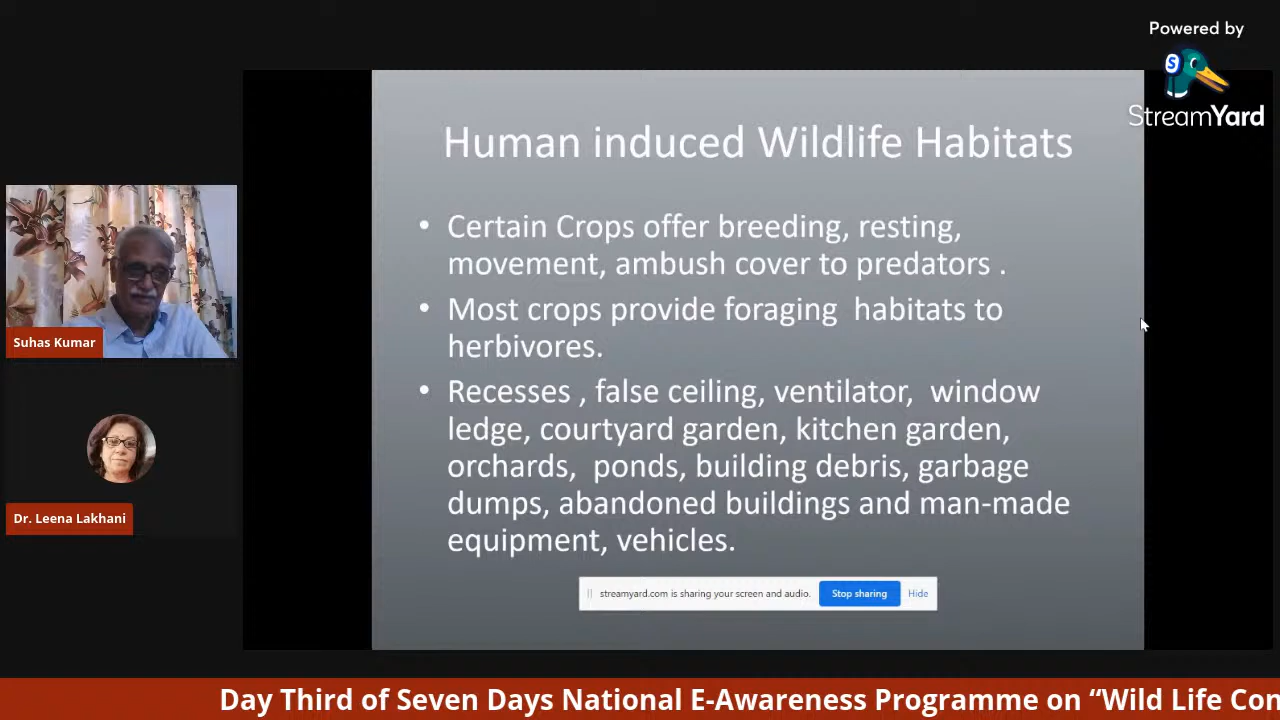 Powered by
StreamYard
Human induced Wildlife Habitats
• Certain Crops offer breeding, resting,
movement, ambush cover to predators .
• Most crops provide foraging habitats to
herbivores.
• Recesses , false ceiling, ventilator, window
ledge, courtyard garden, kitchen garden,
orchards, ponds, building debris, garbage
dumps, abandoned buildings and man-made
equipment, vehicles.
Suhas Kumar
Dr. Leena Lakhani
streamyard.com is sharing your screen and audio. Stop sharing Hide
Day Third of Seven Days National E-Awareness Programme on “Wild Life Con